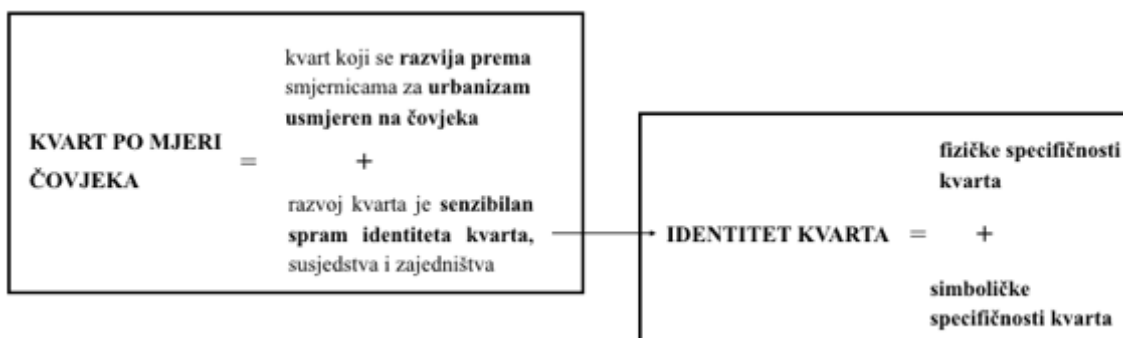 kvart koji se razvija prema
smjernicama za urbanizam
usmjeren na čovjeka
KVART PO MJERI
ČOVJEKA
=
+
razvoj kvarta je senzibilan
spram identiteta kvarta,
susjedstva i zajedništva
IDENTITET KVARTA =
fizičke specifičnosti
kvarta
+
simboličke
specifičnosti kvarta